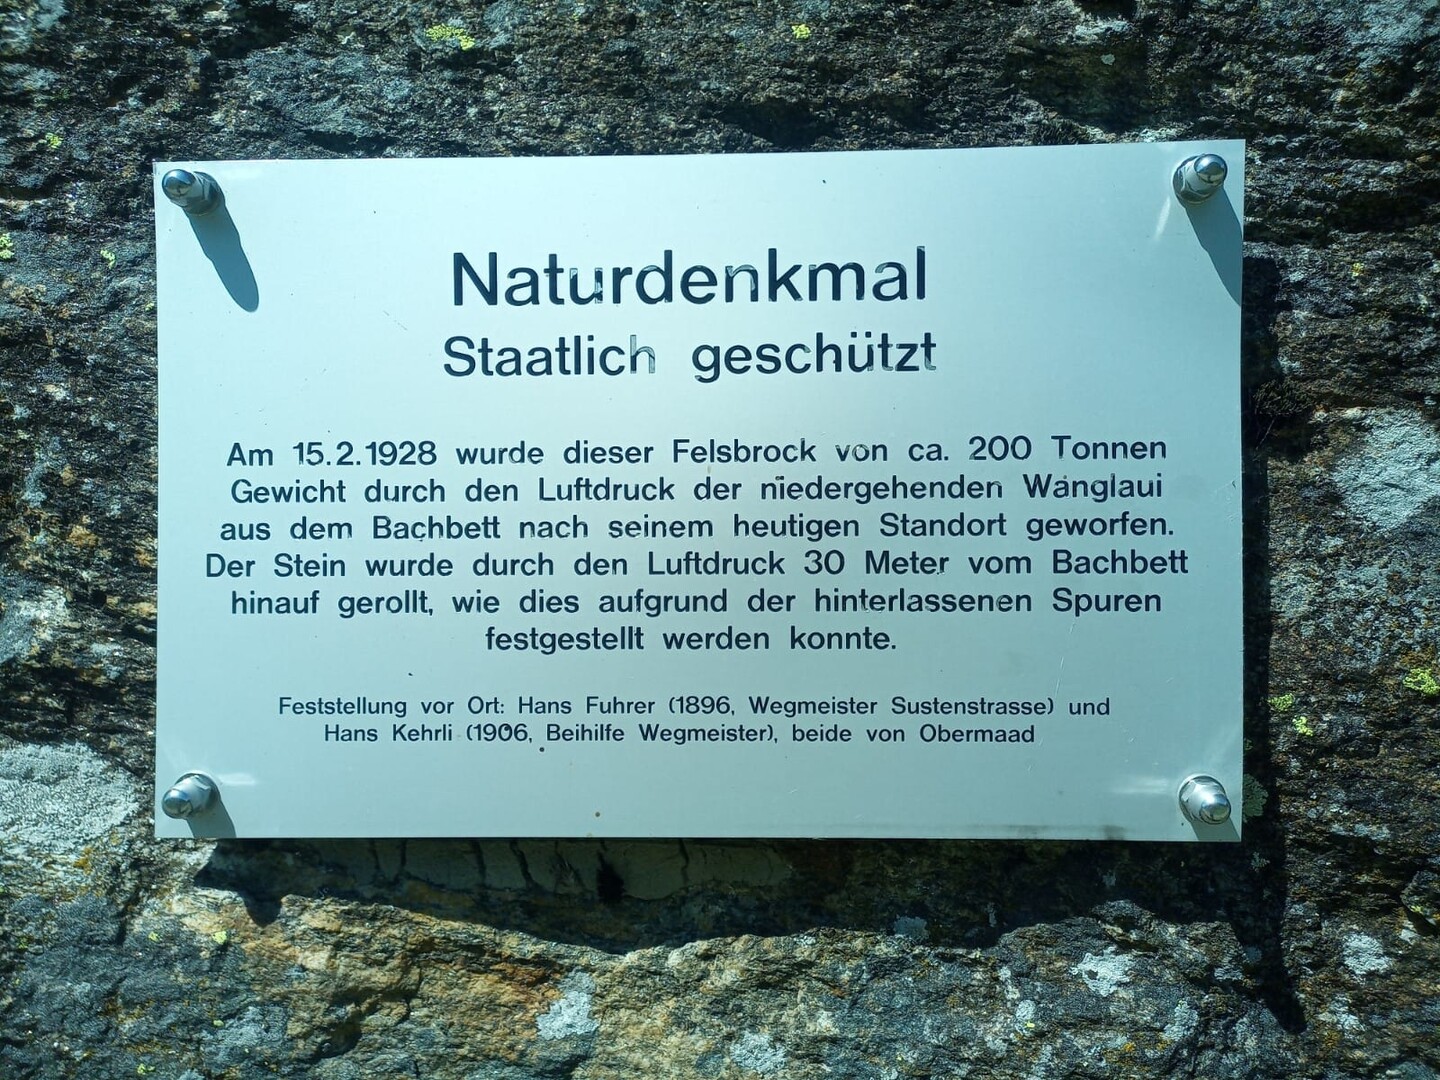 Naturdenkmal
Staatlich geschützt
Am 15.2.1928 wurde dieser Felsbrock von ca. 200 Tonnen
Gewicht durch den Luftdruck der niedergehenden Wanglaui
aus dem Bachbett nach seinem heutigen Standort geworfen.
Der Stein wurde durch den Luftdruck 30 Meter vom Bachbett
hinauf gerollt, wie dies aufgrund der hinterlassenen Spuren
festgestellt werden konnte.
Feststellung vor Ort: Hans Fuhrer (1896, Wegmeister Sustenstrasse) und
Hans Kehrli (1906, Beihilfe Wegmeister), beide von Obermaad